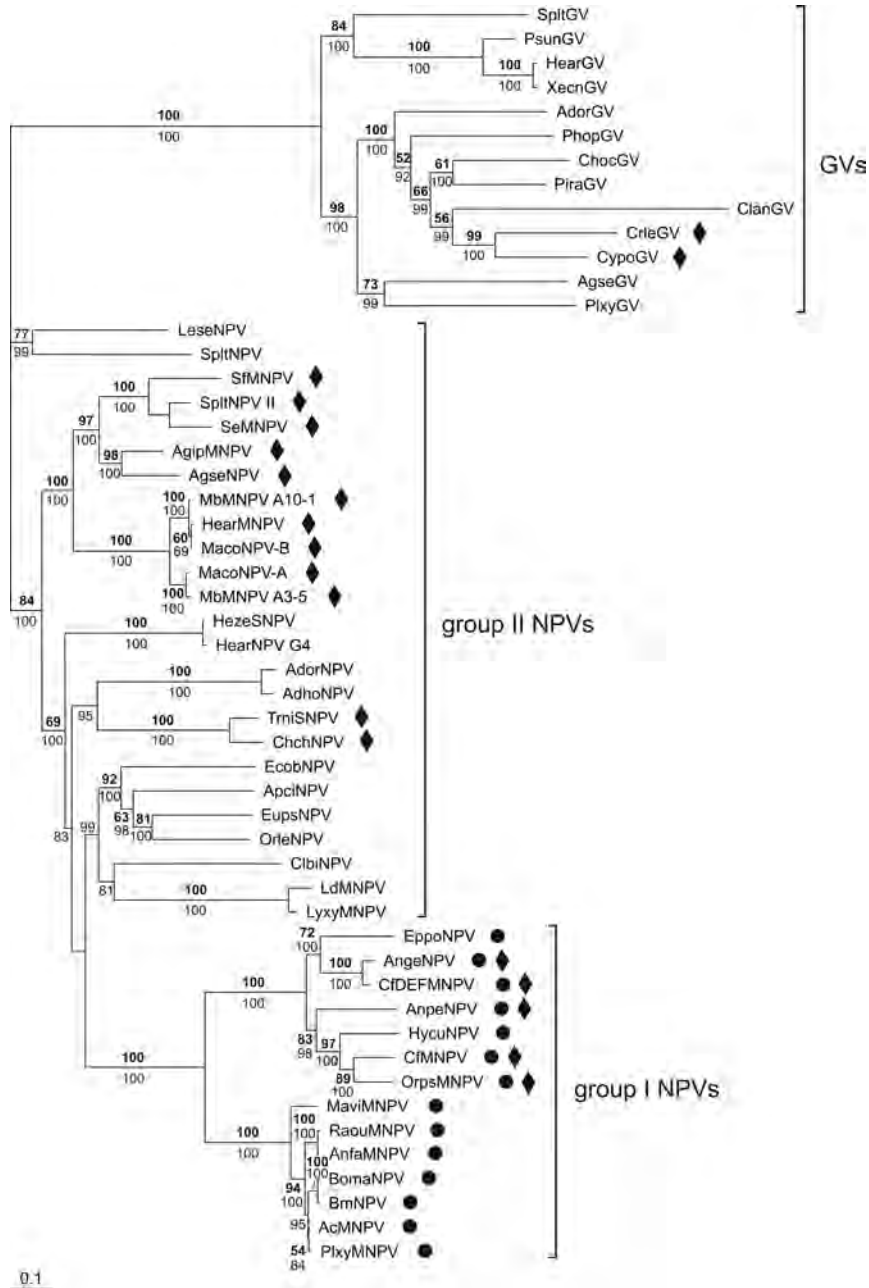 84
100
SpltGV
100
100
PsunGV
100
100
HearGV
XecnGV
100
100
100
100
AdorGV
52
92
PhopGV
61
100
ChocGV
PiraGV
66
99
98
100
56
99
ClanGV
99
100
CrleGV
CypoGV
73
99
AgseGV
PlxyGV
GVs
77
99
LeseNPV
SpltNPV
100
100
SfMNPV
SpltNPV II
SeMNPV
97
100
98
100
AgipMNPV
AgseNPV
100
100
100
100
MbMNPV A10-1
HearMNPV
60
69
MacoNPV-B
100
100
MacoNPV-A
MbMNPV A3-5
100
100
84
100
100
100
HezeSNPV
HearNPV G4
group II NPVs
100
100
AdorNPV
AdhoNPV
95
69
100
100
100
TrniSNPV
ChchNPV
92
100
EcobNPV
ApciNPV
63
98
81
100
EupsNPV
OrleNPV
99
83
ClbiNPV
81
100
100
LdMNPV
LyxyMNPV
72
100
EppoNPV
100
100
AngeNPV
CfDEFMNPV
100
100
AnpeNPV
83
98
97
100
HycuNPV
CfMNPV
89
100
OrpsMNPV
group I NPVs
100
100
MaviMNPV
100
100
100
RaouMNPV
AnfaMNPV
100
100
BomaNPV
BmNPV
94
100
95
AcMNPV
54
84
PlxyMNPV
0.1